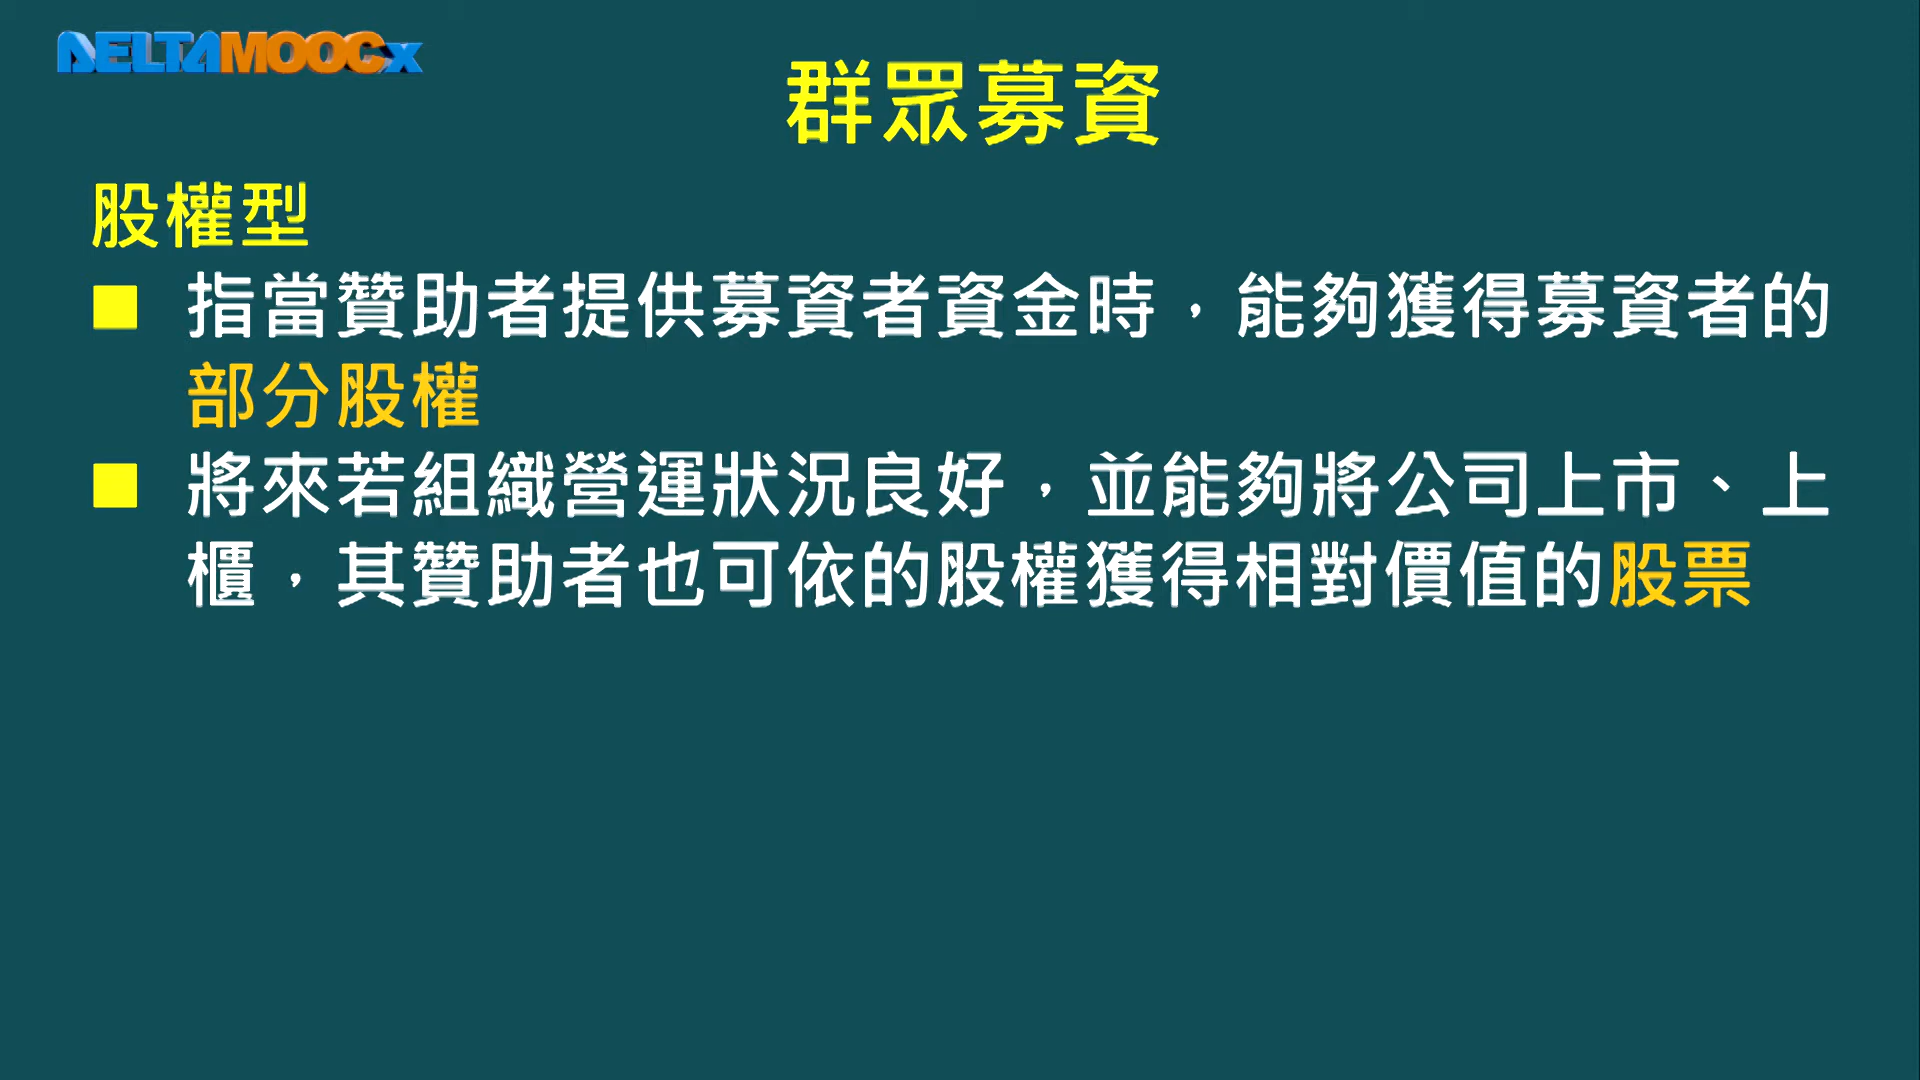 DELTAMOOCx
群眾募資
股權型
指當贊助者提供募資者資金時，能夠獲得募資者的
部分股權
將來若組織營運狀況良好，並能夠將公司上市、上
櫃，其贊助者也可依的股權獲得相對價值的股票